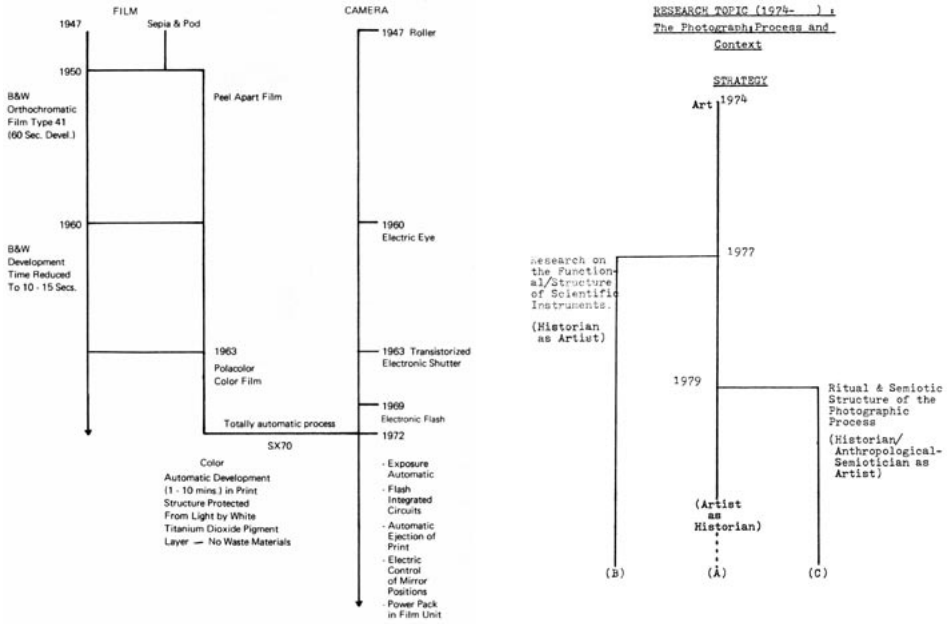 FILM
1947
Sepia & Pod
1950
B&W
Orthochromatic
Film Type 41
(60 Sec. Devel.)
Peel Apart Film
1960
B&W
Development
Time Reduced
To 10 - 15 Secs.
1963
Polacolor
Color Film
Totally automatic process
SX70
Color
Automatic Development
(1 - 10 mins.) in Print
Structure Protected
From Light by White
Titanium Dioxide Pigment
Layer — No Waste Materials
CAMERA
1947 Roller
1960
Electric Eye
1963 Transistorized
Electronic Shutter
1969
Electronic Flash
1972
- Exposure
Automatic
- Flash
Integrated
Circuits
- Automatic
Ejection of
Print
- Electric
Control
of Mirror
Positions
- Power Pack
in Film Unit
RESEARCH TOPIC (1974-    ) :
The Photograph:Process and
Context
STRATEGY
Art 1974
1977
Research on
the Function-
al/Structure
of Scientific
Instruments.
(Historian
as Artist)
1979
Ritual & Semiotic
Structure of the
Photographic
Process
(Historian/
Anthropological-
Semiotician as
Artist)
(Artist
as
Historian)
(B)
(A)
(C)